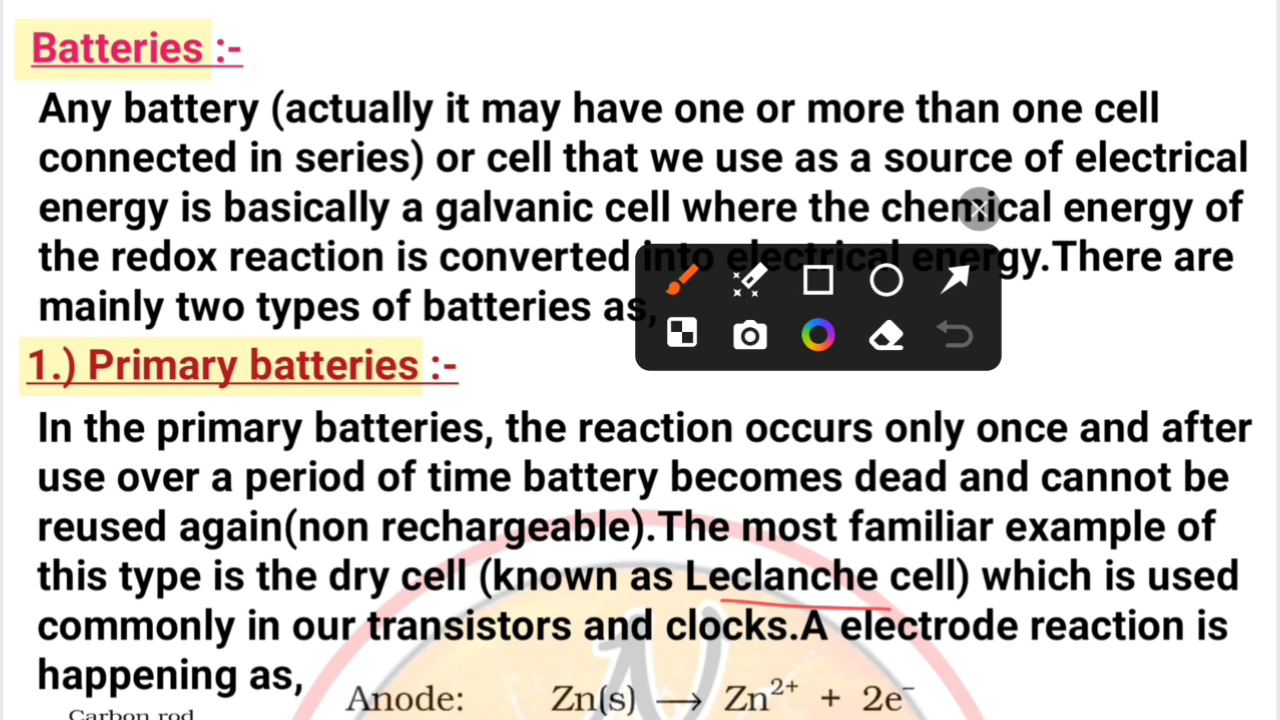 Batteries :-
Any battery (actually it may have one or more than one cell
connected in series) or cell that we use as a source of electrical
energy is basically a galvanic cell where the chemical energy of
the redox reaction is converted into electrical energy.There are
mainly two types of batteries as,
1.) Primary batteries :-
In the primary batteries, the reaction occurs only once and after
use over a period of time battery becomes dead and cannot be
reused again(non rechargeable).The most familiar example of
this type is the dry cell (known as Leclanche cell) which is used
commonly in our transistors and clocks.A electrode reaction is
happening as,
Anode: Zn(s) ⟶ Zn²⁺ + 2e⁻
Carbon rod